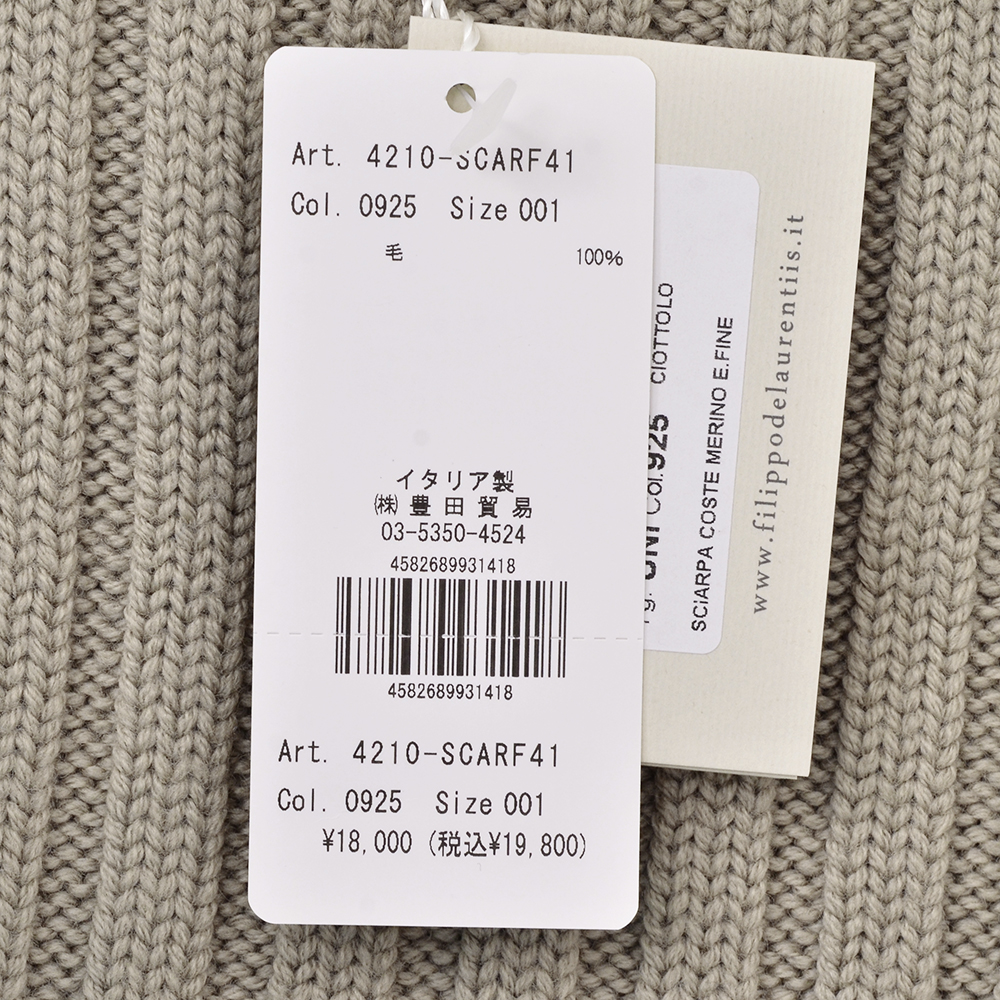 Art. 4210-SCARF41
Col. 0925 Size 001
毛 100%
イタリア製
㈱ 豊田貿易
03-5350-4524
4582689931418
4582689931418
Art. 4210-SCARF41
Col. 0925 Size 001
¥18,000 (税込¥19,800)
UNI Col. 925 CIOTTOLO
SCIARPA COSTE MERINO E.FINE
www.filippodelaurentiis.it